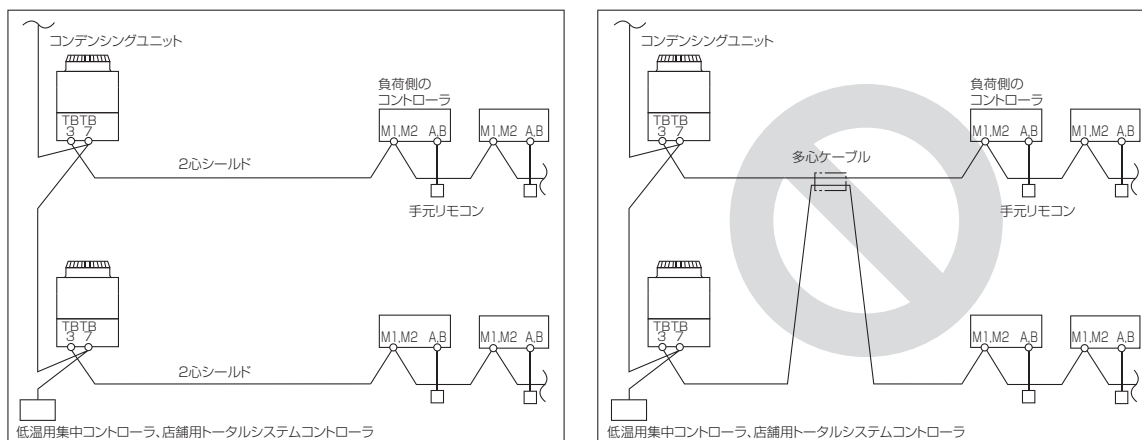 コンデンシングユニット
TBTB
3 7
負荷側の
コントローラ
M1,M2 A,B
M1,M2 A,B
2心シールド
手元リモコン
TBTB
3 7
M1,M2 A,B
M1,M2 A,B
2心シールド
低温用集中コントローラ、店舗用トータルシステムコントローラ
コンデンシングユニット
TBTB
3 7
負荷側の
コントローラ
M1,M2 A,B
M1,M2 A,B
多心ケーブル
手元リモコン
TBTB
3 7
M1,M2 A,B
M1,M2 A,B
低温用集中コントローラ、店舗用トータルシステムコントローラ